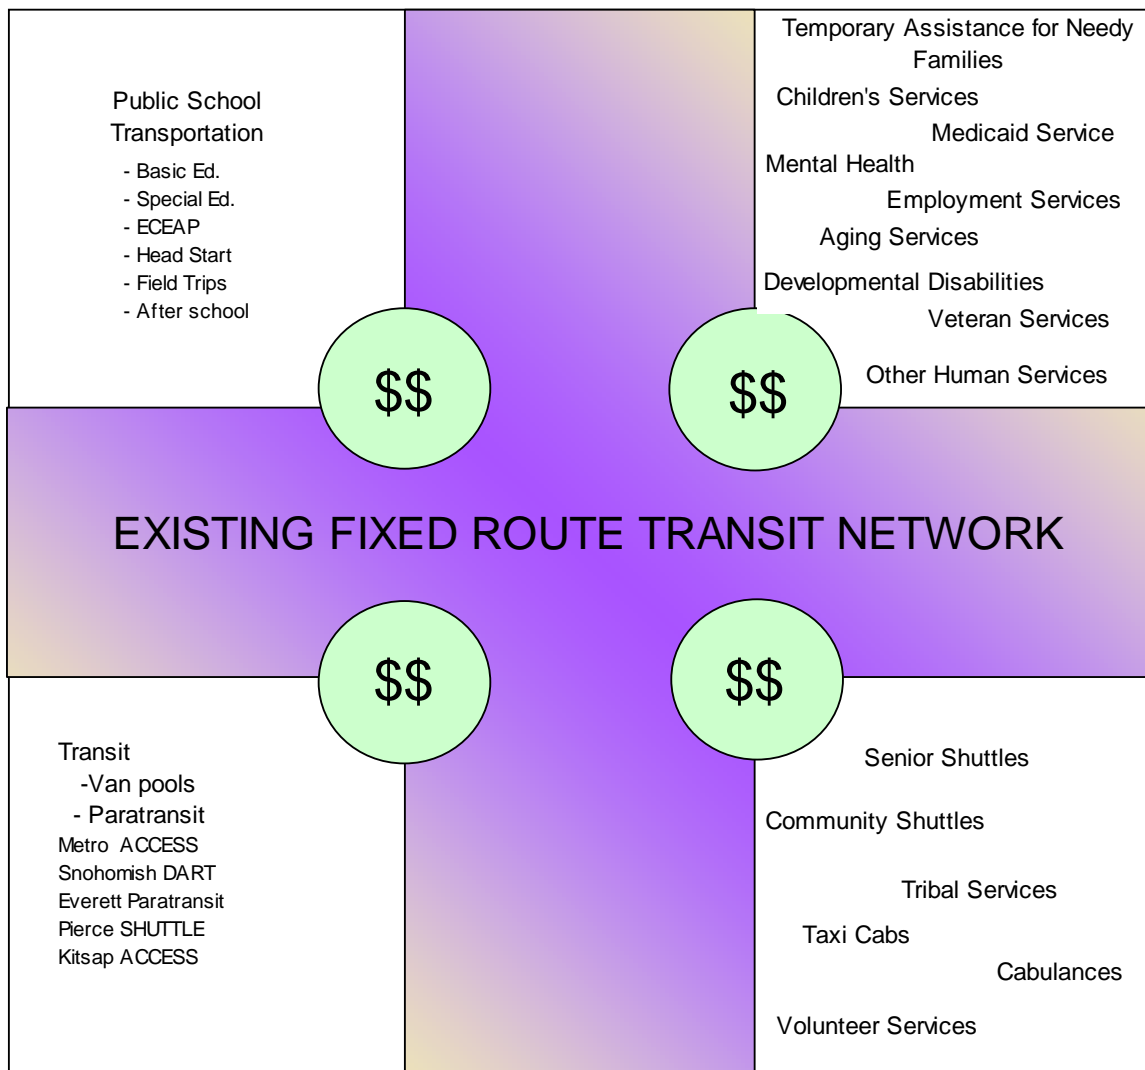 Public School
Transportation
- Basic Ed.
- Special Ed.
- ECEAP
- Head Start
- Field Trips
- After school
Temporary Assistance for Needy
Families
Children's Services
Medicaid Service
Mental Health
Employment Services
Aging Services
Developmental Disabilities
Veteran Services
Other Human Services
$$
$$
EXISTING FIXED ROUTE TRANSIT NETWORK
$$
$$
Transit
-Van pools
- Paratransit
Metro ACCESS
Snohomish DART
Everett Paratransit
Pierce SHUTTLE
Kitsap ACCESS
Senior Shuttles
Community Shuttles
Tribal Services
Taxi Cabs
Cabulances
Volunteer Services